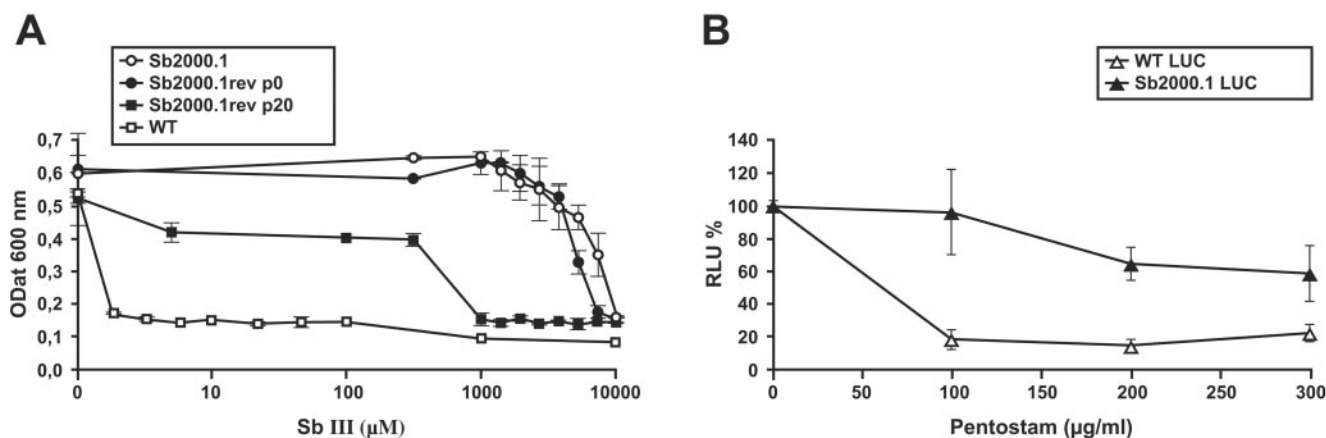 A
Sb2000.1
Sb2000.1rev p0
Sb2000.1rev p20
WT
0,7
0,6
0,5
0,4
0,3
0,2
0,1
0,0
ODat 600 nm
0 10 100 1000 10000
Sb III (µM)
B
WT LUC
Sb2000.1 LUC
140
120
100
80
60
40
20
0
RLU %
0 50 100 150 200 250 300
Pentostam (µg/ml)